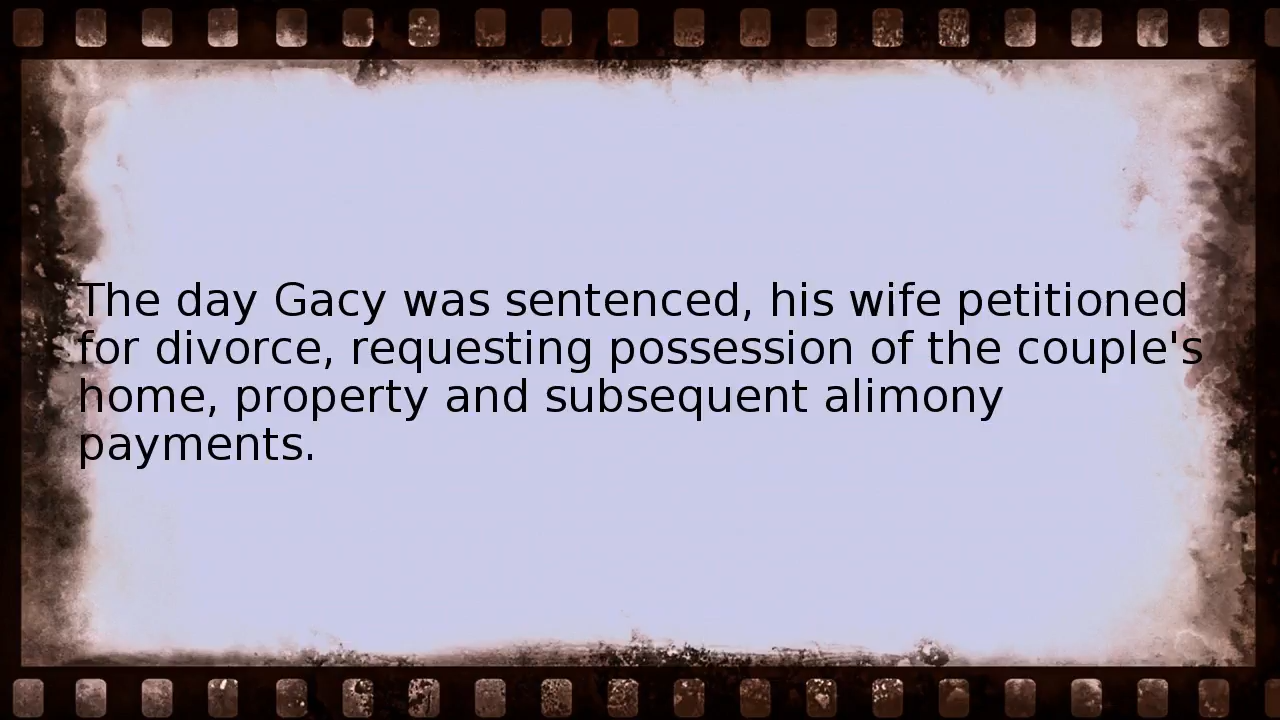 The day Gacy was sentenced, his wife petitioned
for divorce, requesting possession of the couple's
home, property and subsequent alimony
payments.